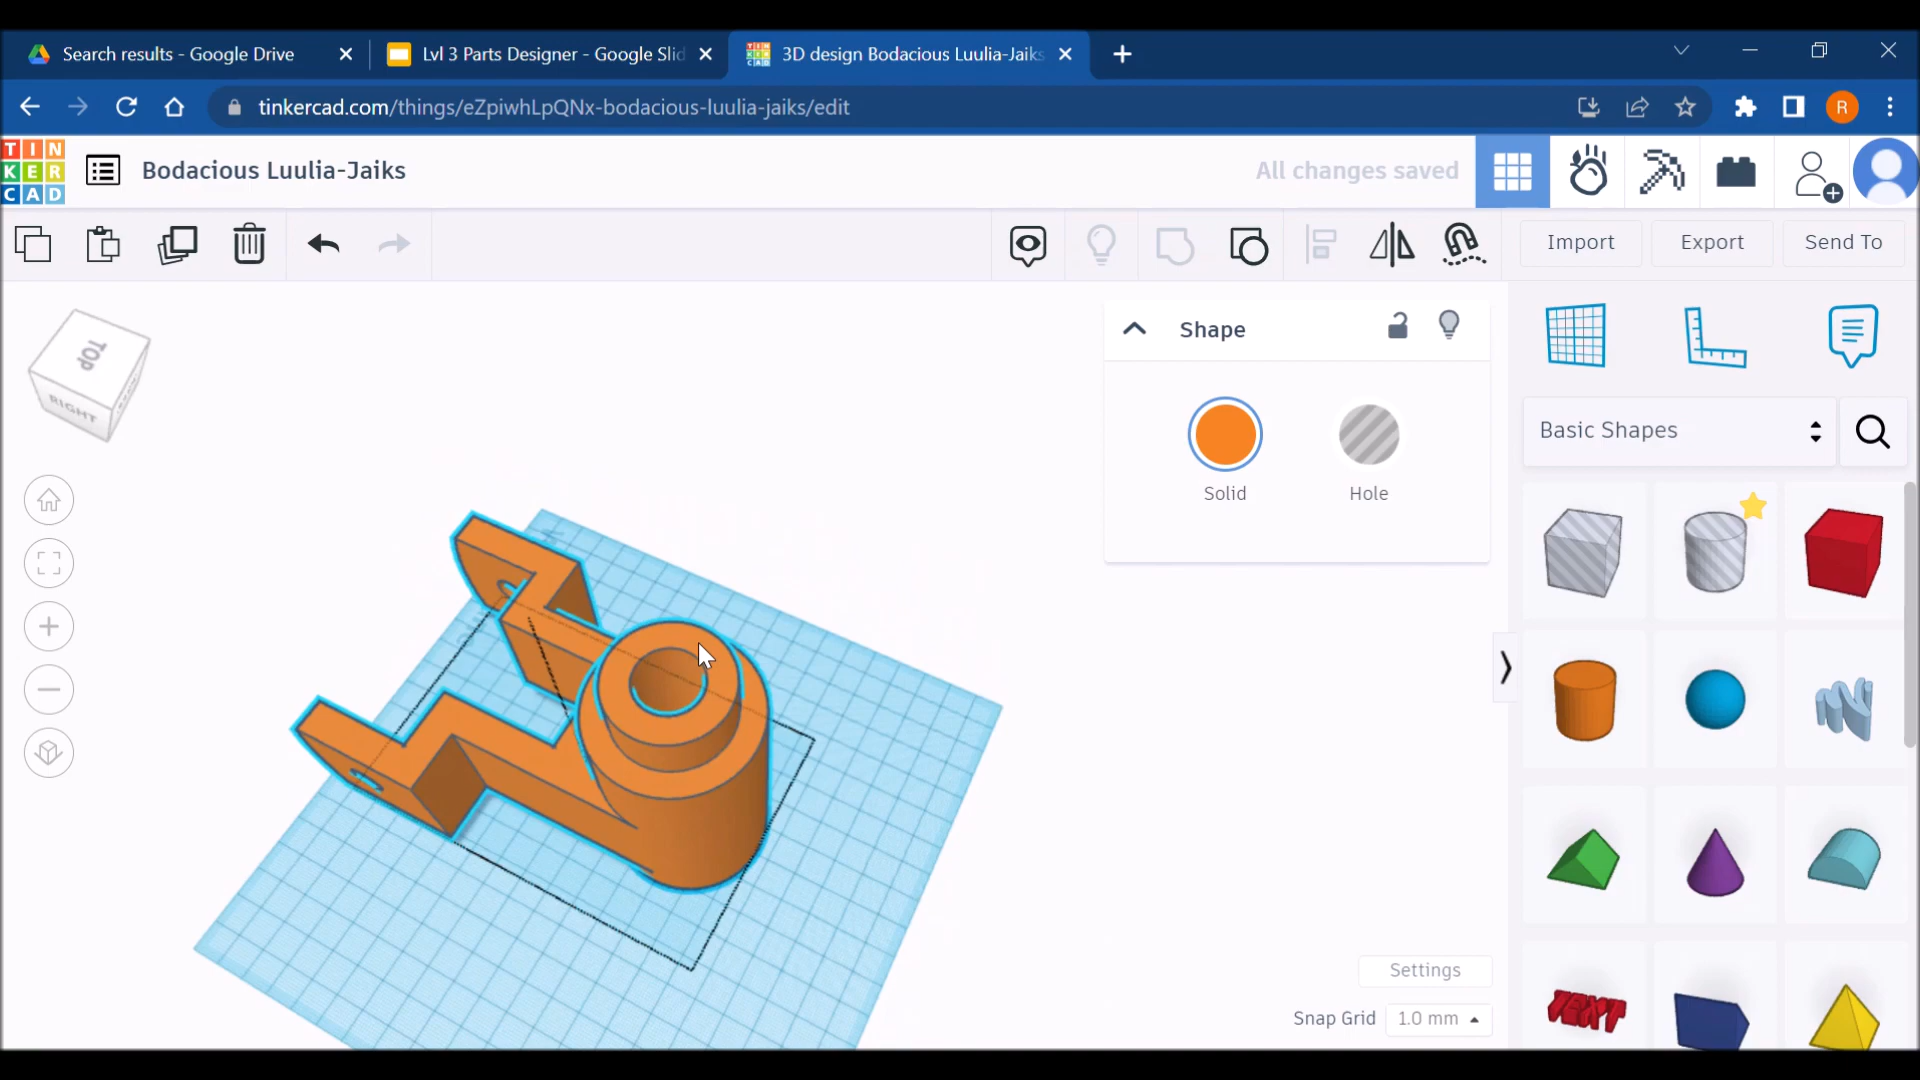 Search results - Google Drive
Lvl 3 Parts Designer - Google Slid
3D design Bodacious Luulia-Jaiks
tinkercad.com/things/eZpiwhLpQNx-bodacious-luulia-jaiks/edit
R
TIN
KER
CAD
Bodacious Luulia-Jaiks
All changes saved
Import
Export
Send To
TOP
RIGHT
Shape
Solid
Hole
Basic Shapes
TEXT
Settings
Snap Grid
1.0 mm